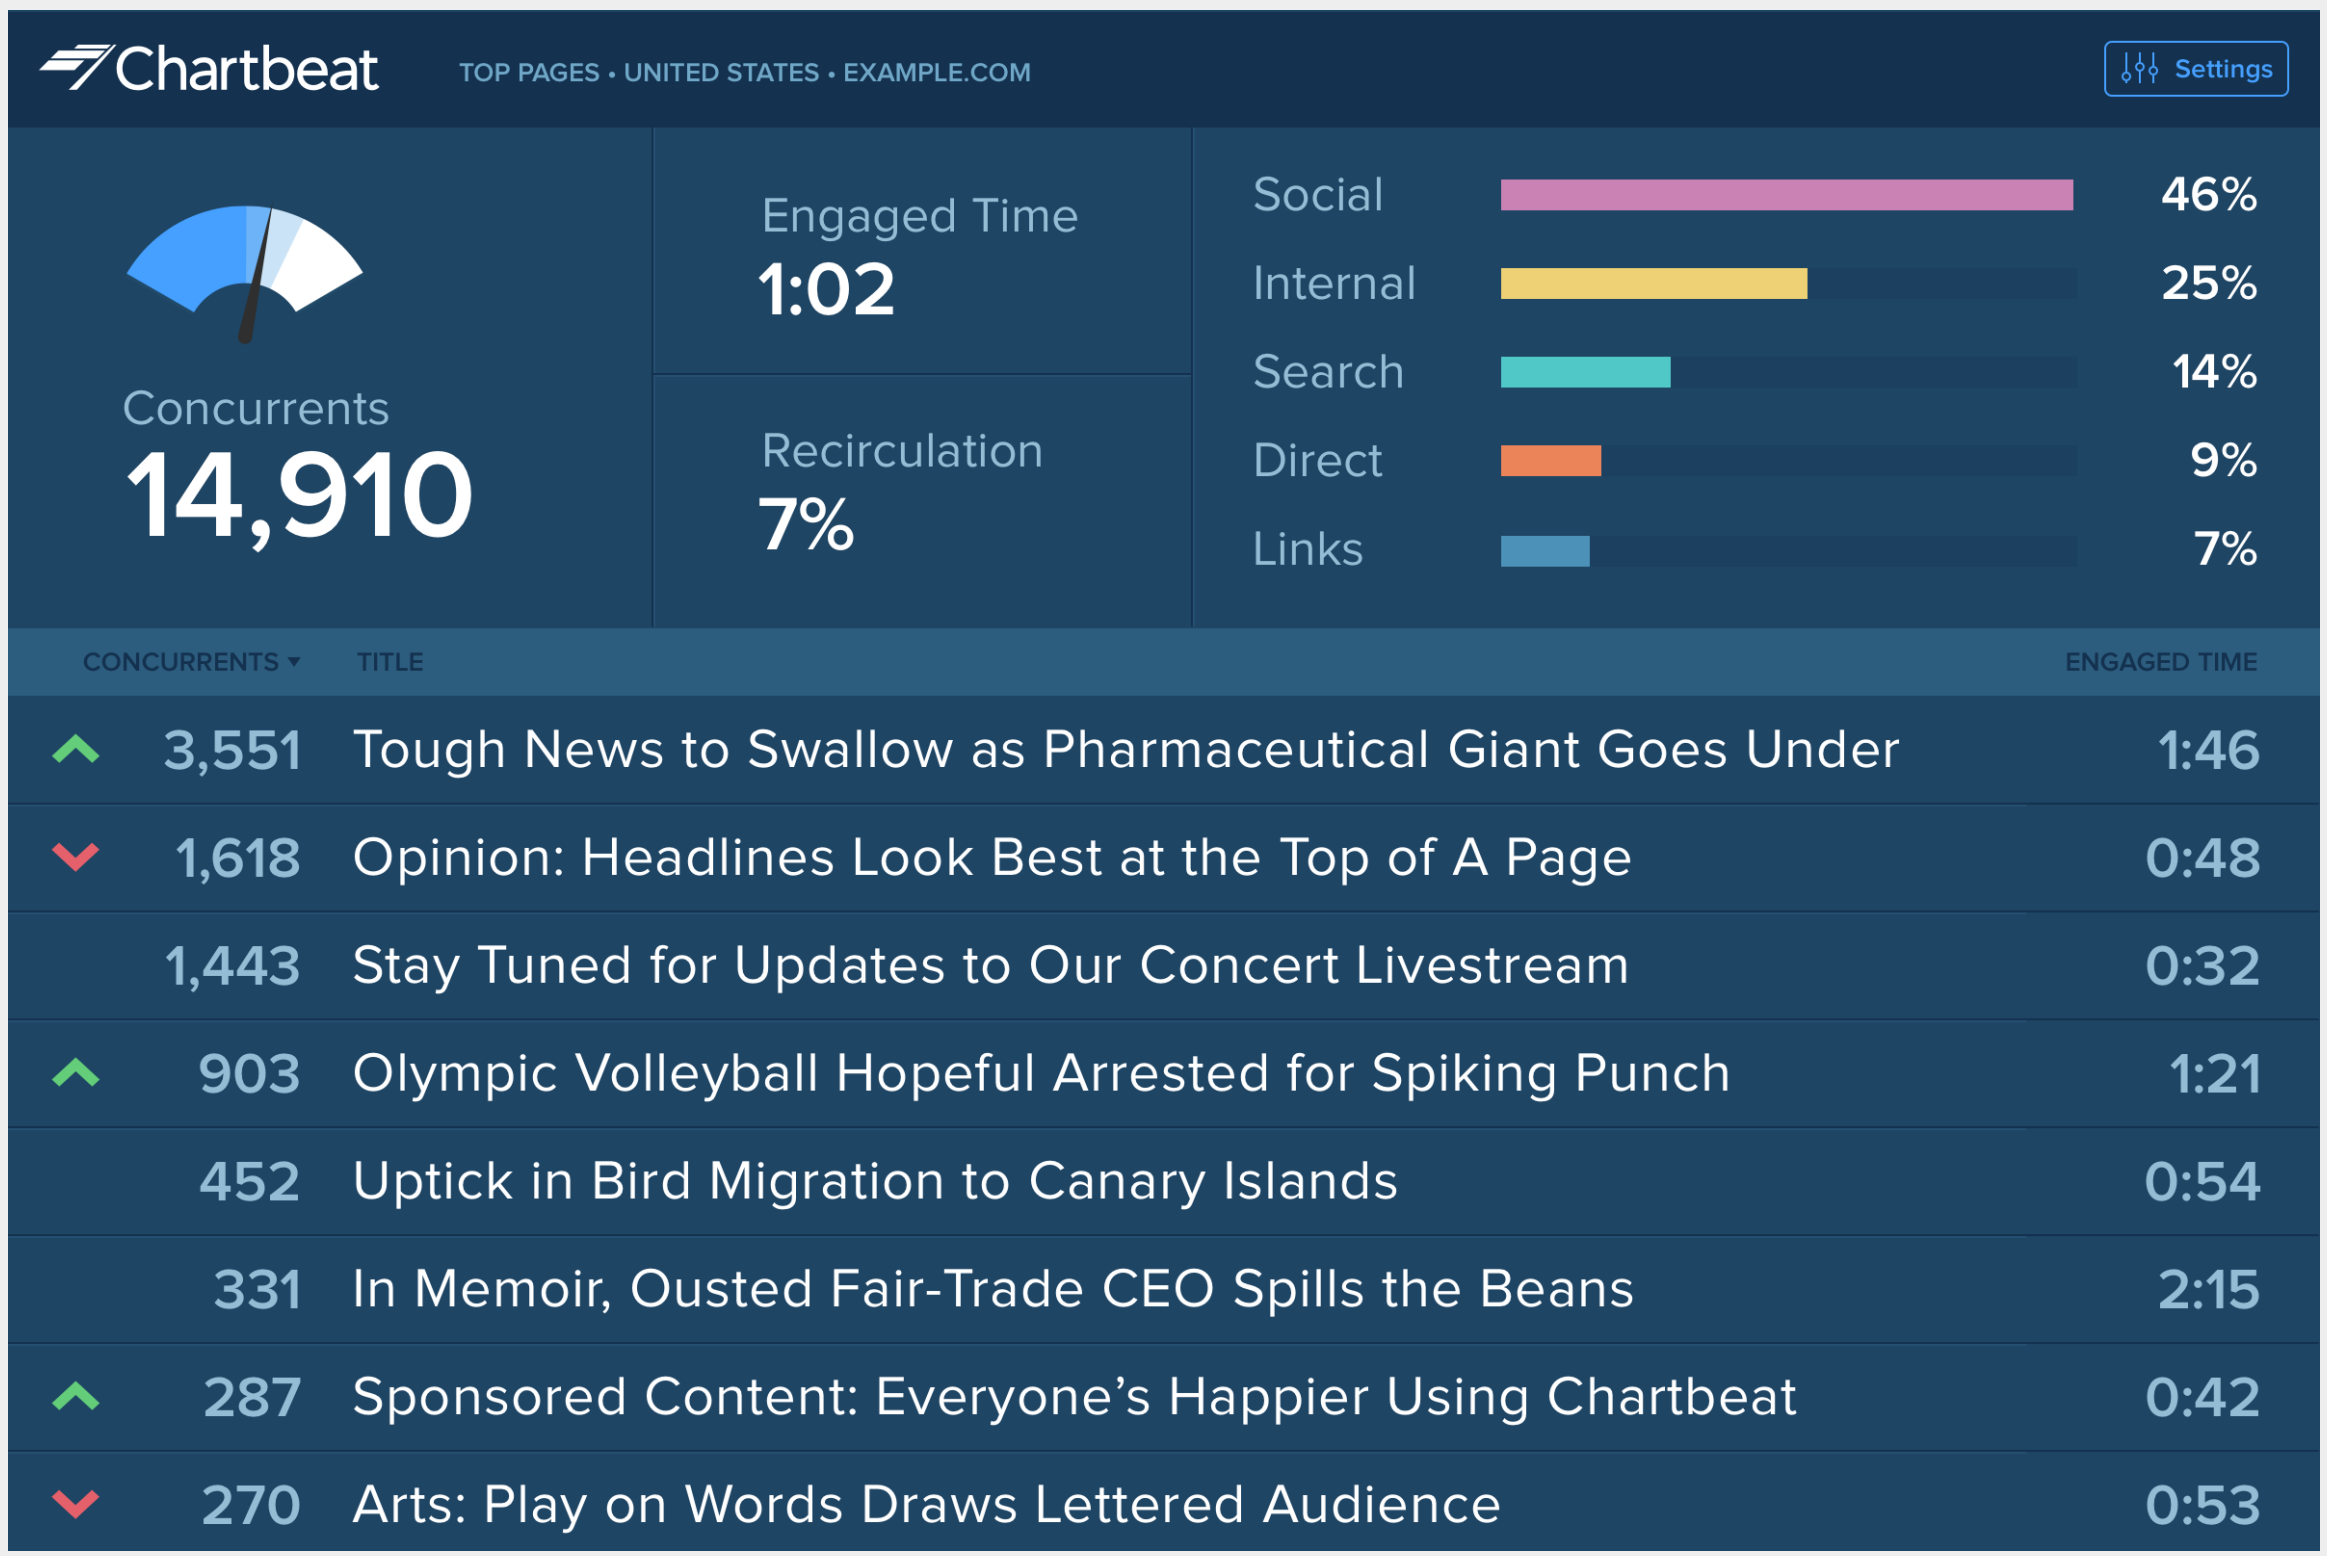 Chartbeat
TOP PAGES • UNITED STATES • EXAMPLE.COM
Settings
Concurrents
14,910
Engaged Time
1:02
Recirculation
7%
Social 46%
Internal 25%
Search 14%
Direct 9%
Links 7%
CONCURRENTS ▼ TITLE ENGAGED TIME
3,551 Tough News to Swallow as Pharmaceutical Giant Goes Under 1:46
1,618 Opinion: Headlines Look Best at the Top of A Page 0:48
1,443 Stay Tuned for Updates to Our Concert Livestream 0:32
903 Olympic Volleyball Hopeful Arrested for Spiking Punch 1:21
452 Uptick in Bird Migration to Canary Islands 0:54
331 In Memoir, Ousted Fair-Trade CEO Spills the Beans 2:15
287 Sponsored Content: Everyone’s Happier Using Chartbeat 0:42
270 Arts: Play on Words Draws Lettered Audience 0:53